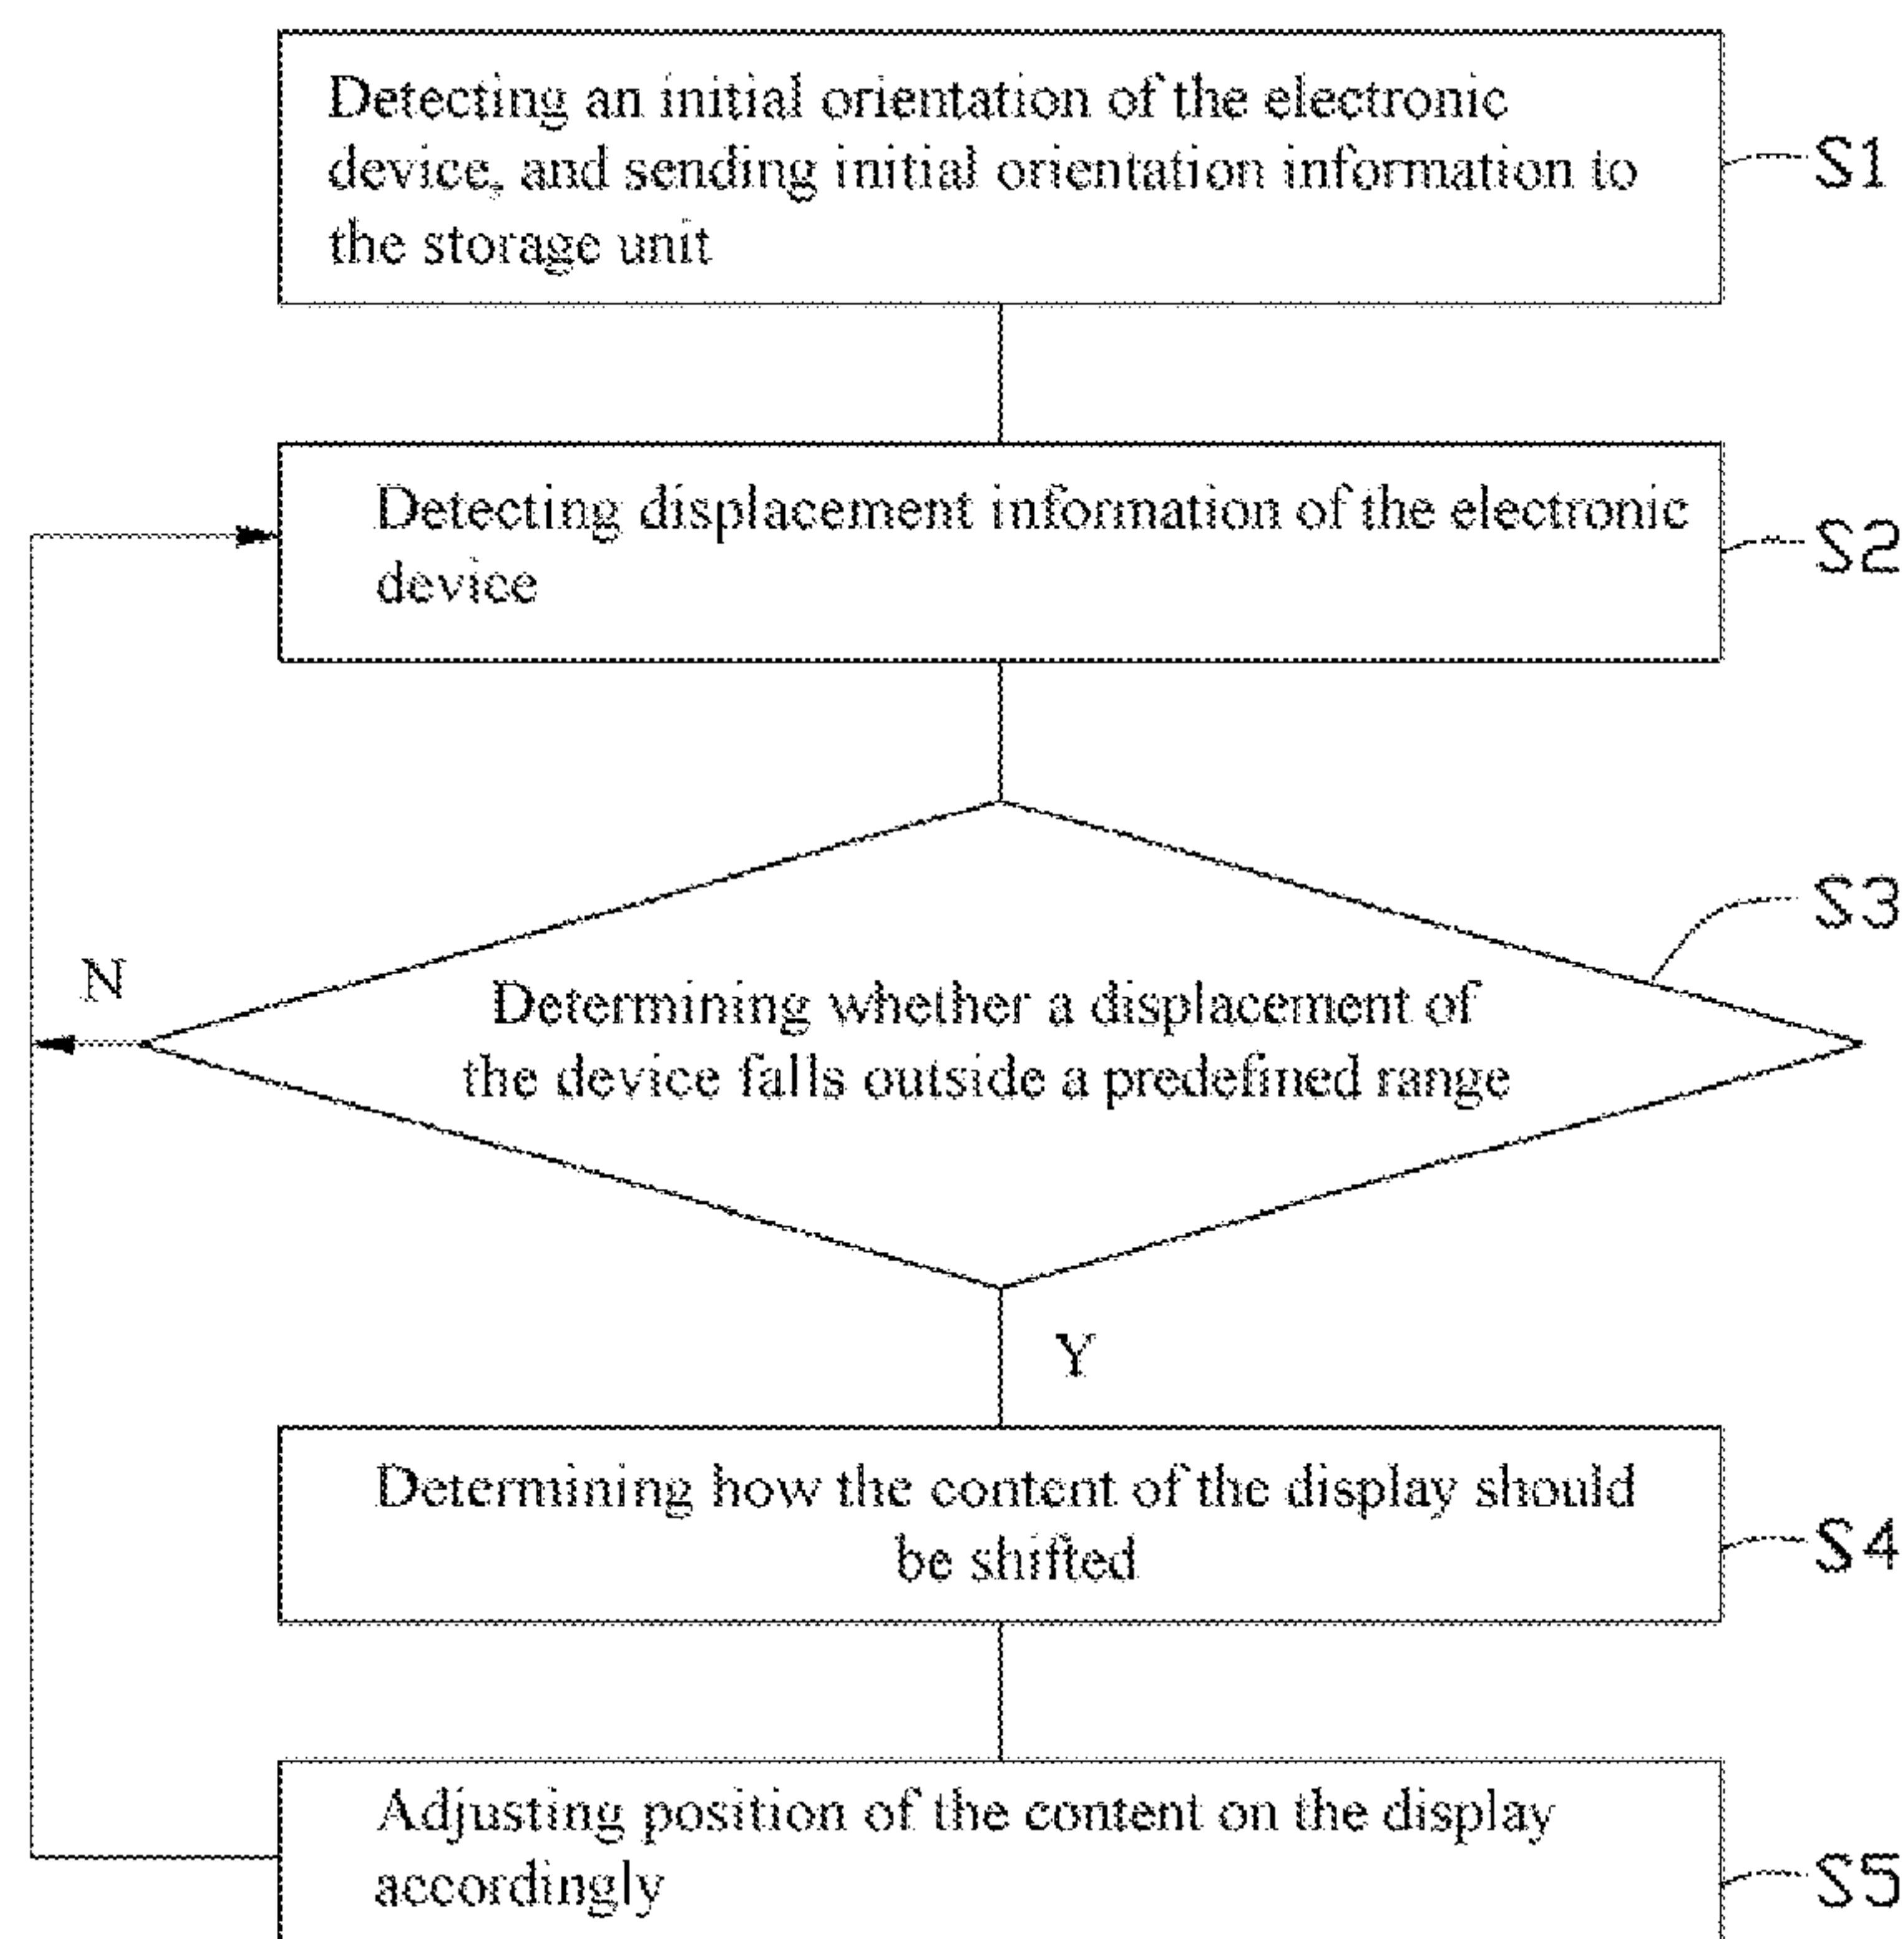 Detecting an initial orientation of the electronic
device, and sending initial orientation information to
the storage unit
S1
Detecting displacement information of the electronic
device
S2
S3
N
Determining whether a displacement of
the device falls outside a predefined range
Y
Determining how the content of the display should
be shifted
S4
Adjusting position of the content on the display
accordingly
S5